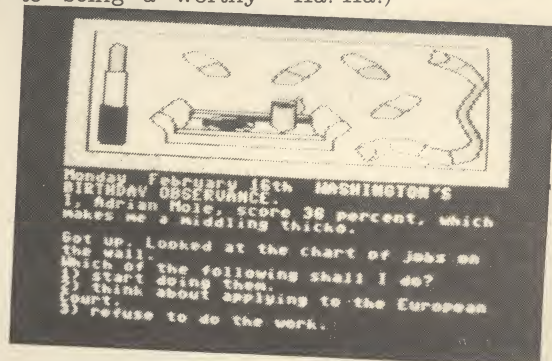 to being a worthy "Ha! Ha!)
Monday February 16th WASHINGTON'S
BIRTHDAY OBSERVANCE.
I, Adrian Mole, score 38 percent, which
makes me a middling thicko.
Got up. Looked at the chart of jobs on
the wall.
Which of the following shall I do?
1) start doing them.
2) think about applying to the European
Court.
3) refuse to do the work.